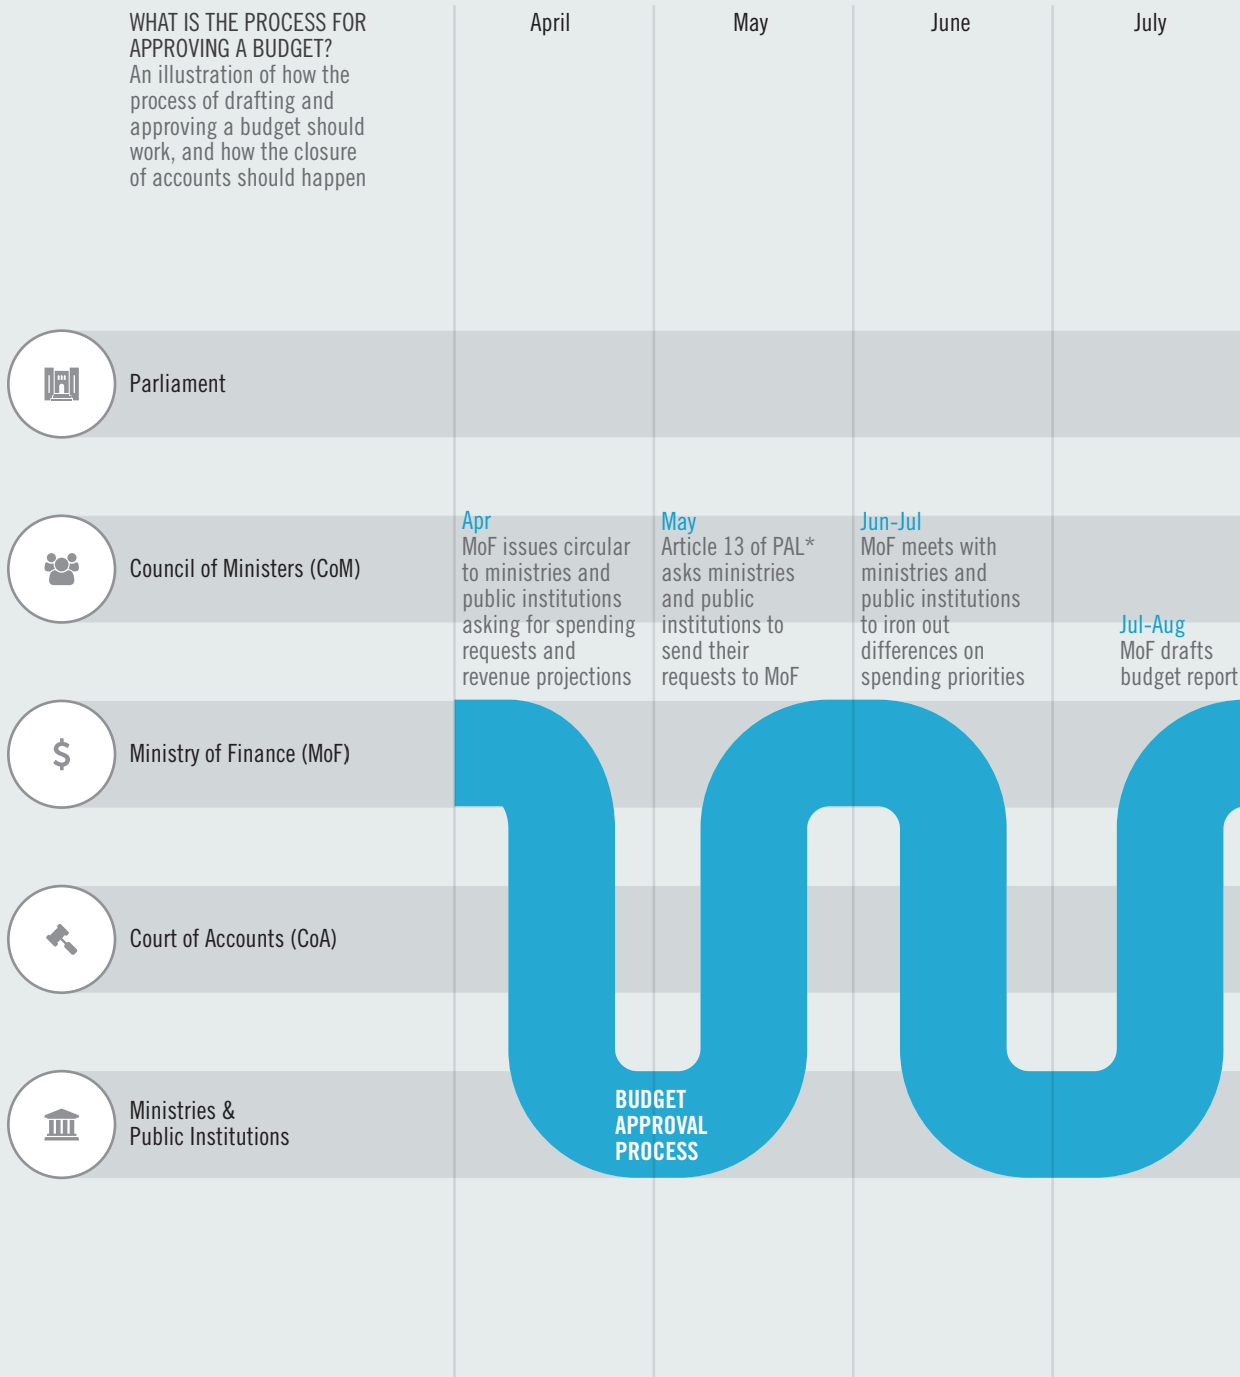 WHAT IS THE PROCESS FOR
APPROVING A BUDGET?
An illustration of how the
process of drafting and
approving a budget should
work, and how the closure
of accounts should happen
April
May
June
July
Parliament
Council of Ministers (CoM)
Apr
MoF issues circular
to ministries and
public institutions
asking for spending
requests and
revenue projections
May
Article 13 of PAL*
asks ministries
and public
institutions to
send their
requests to MoF
Jun-Jul
MoF meets with
ministries and
public institutions
to iron out
differences on
spending priorities
Jul-Aug
MoF drafts
budget report
Ministry of Finance (MoF)
Court of Accounts (CoA)
Ministries &
Public Institutions
BUDGET
APPROVAL
PROCESS